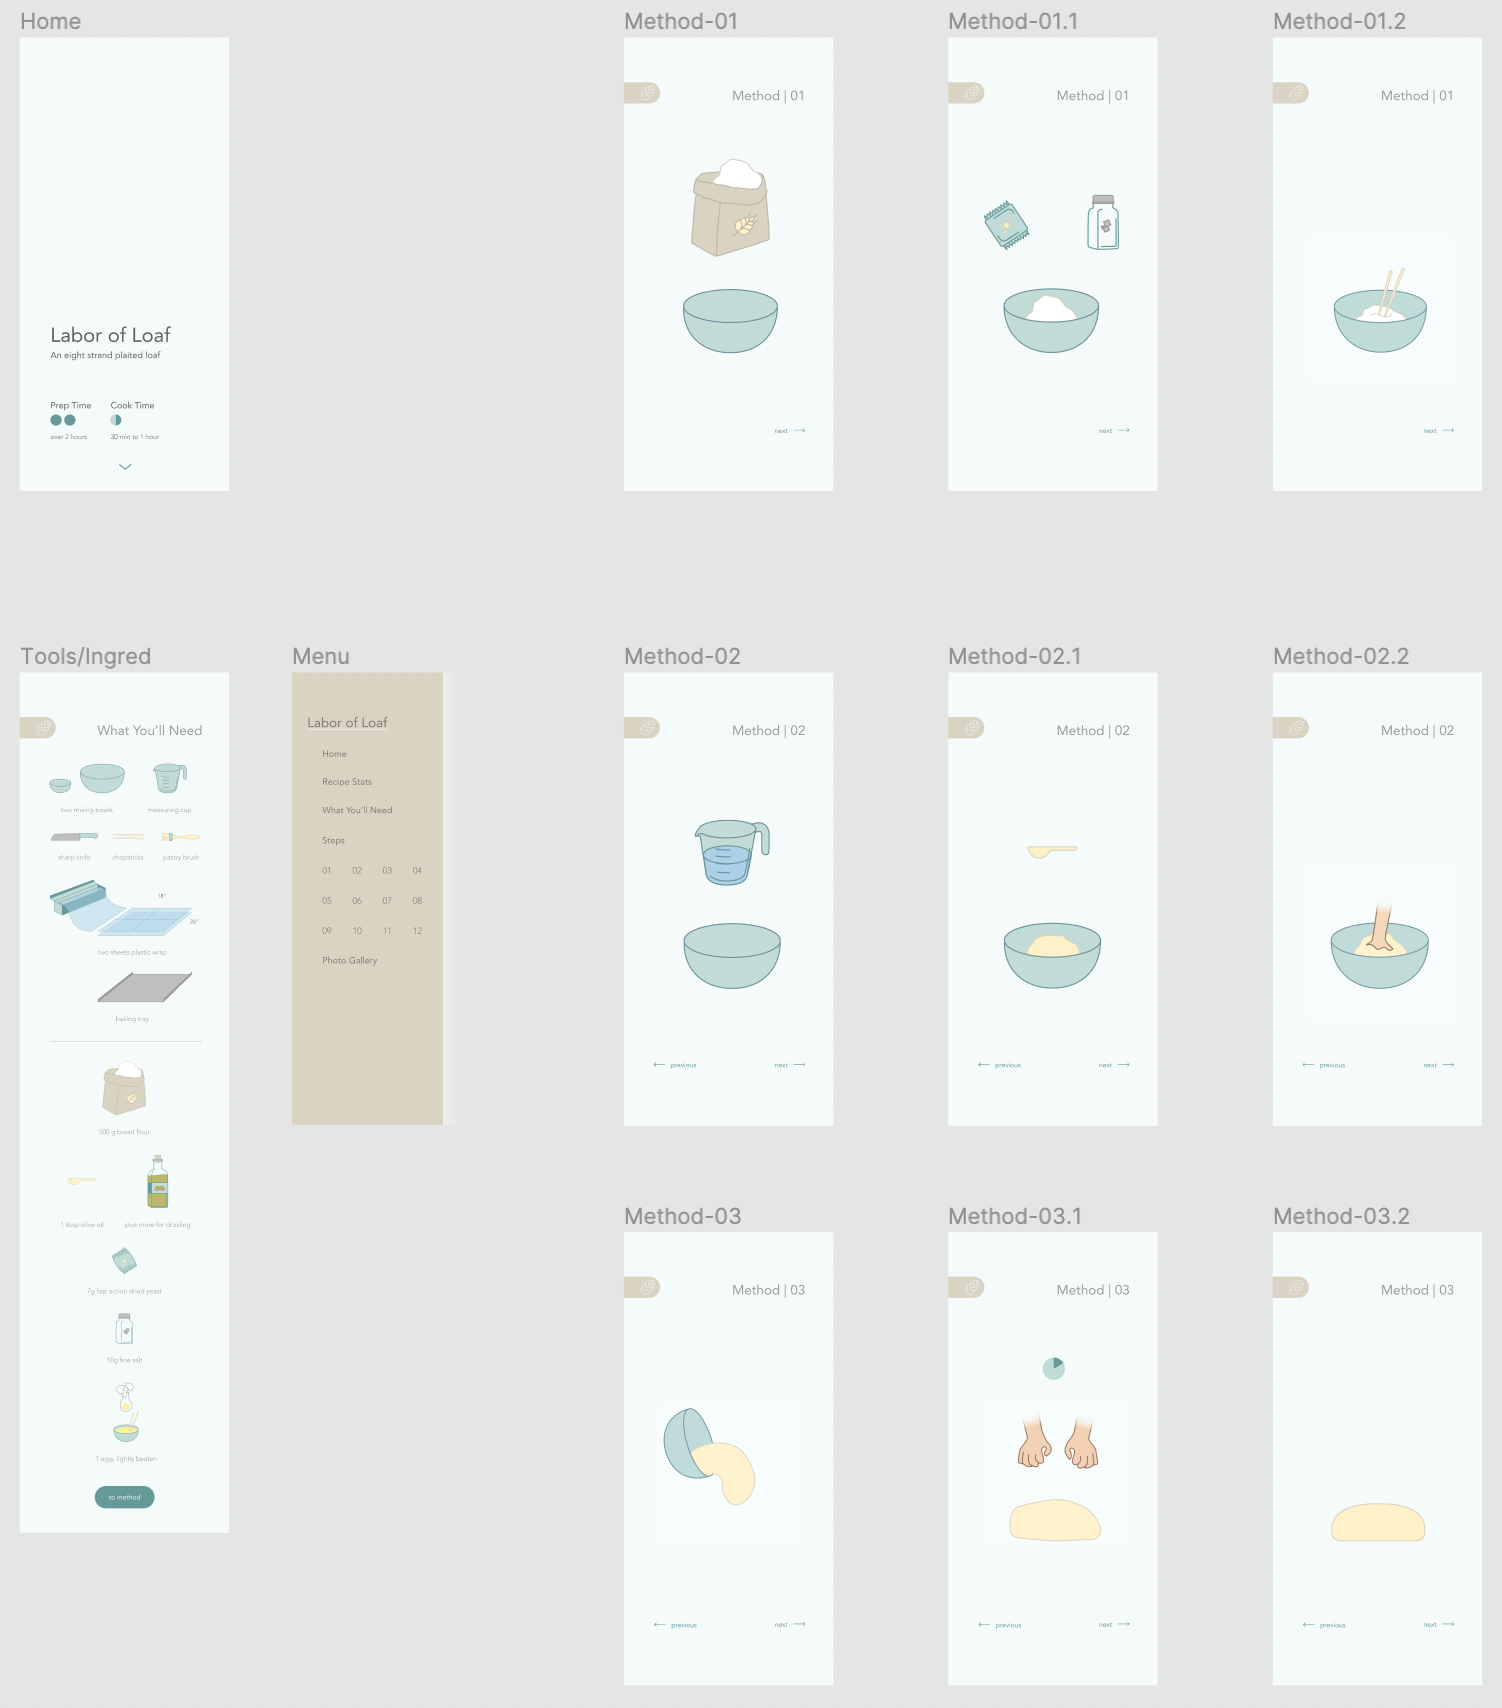 Home
Labor of Loaf
An eight strand plaited loaf
Prep Time Cook Time
over 2 hours 30 min to 1 hour
Method-01
Method | 01
next
Method-01.1
Method | 01
next
Method-01.2
Method | 01
next
Tools/Ingred
What You'll Need
two mixing bowls measuring cup
sharp knife chopsticks pastry brush
18"
26"
two sheets plastic wrap
baking tray
500 g bread flour
1 tbsp olive oil plus more for drizzling
7g fast action dried yeast
10g fine salt
1 egg, lightly beaten
to method
Menu
Labor of Loaf
Home
Recipe Stats
What You'll Need
Steps
01 02 03 04
05 06 07 08
09 10 11 12
Photo Gallery
Method-02
Method | 02
previous next
Method-02.1
Method | 02
previous next
Method-02.2
Method | 02
previous next
Method-03
Method | 03
previous next
Method-03.1
Method | 03
previous next
Method-03.2
Method | 03
previous next